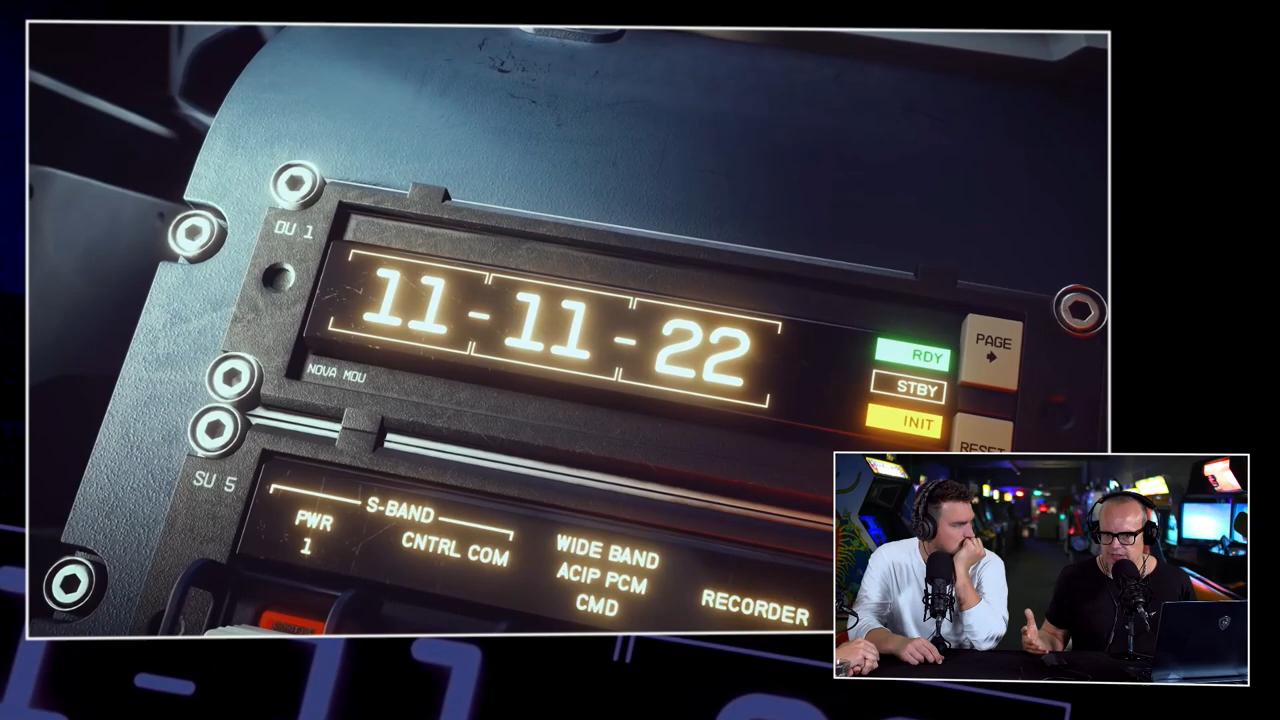 DU 1
11-11-22
RDY
STBY
INIT
PAGE
RESET
NOVA MDU
SU 5
S-BAND
PWR
1
CNTRL COM
WIDE BAND
ACIP PCM
CMD
RECORDER